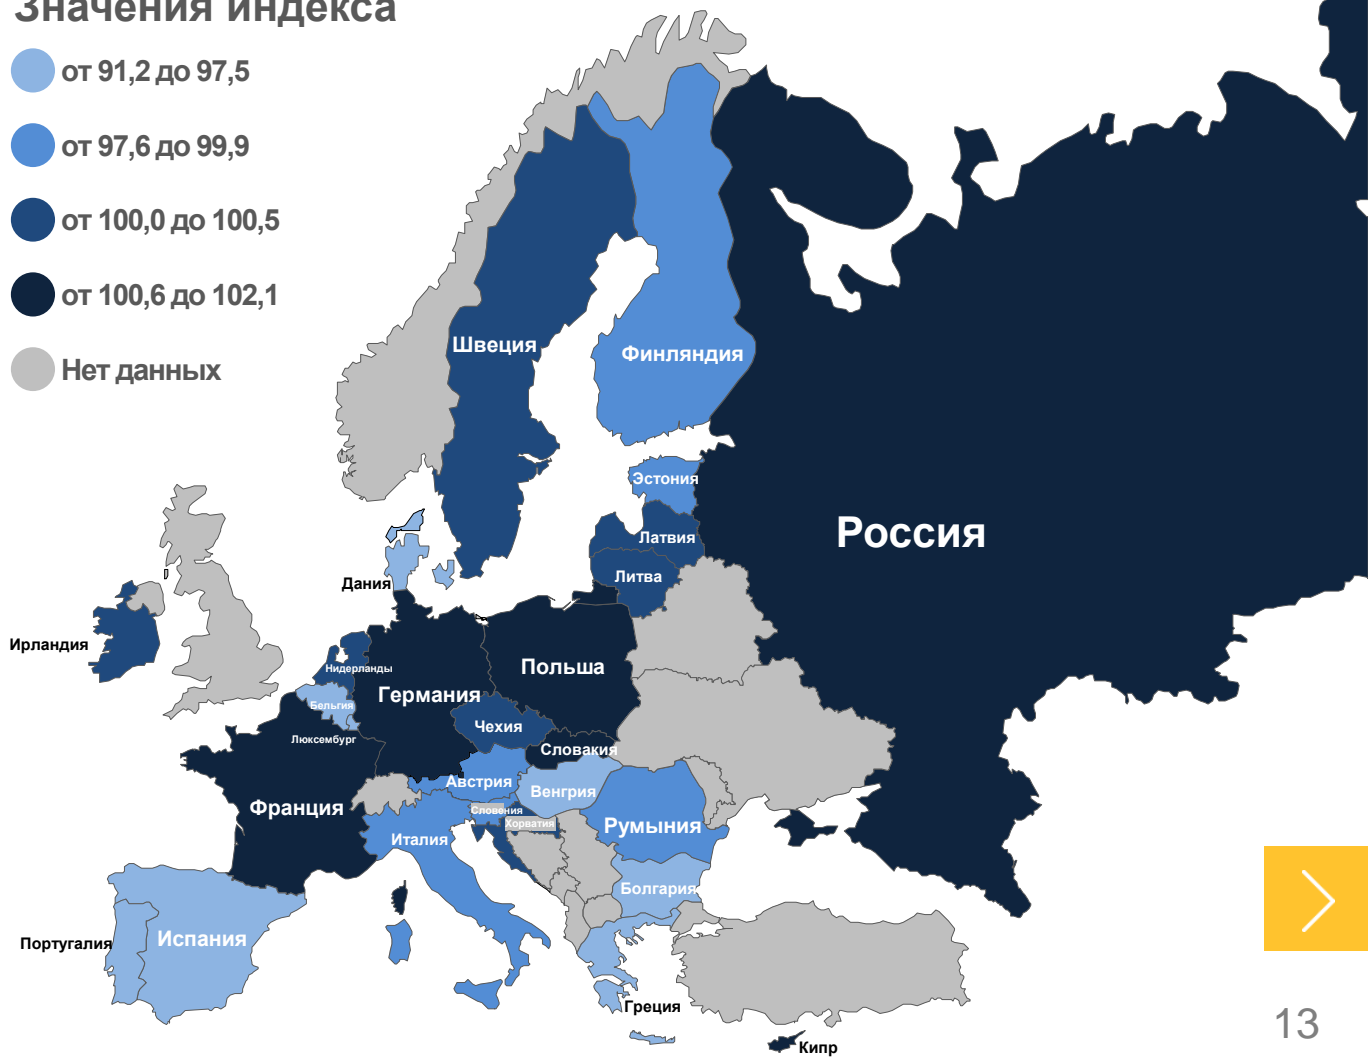 Значения индекса
от 91,2 до 97,5
от 97,6 до 99,9
от 100,0 до 100,5
от 100,6 до 102,1
Нет данных
Швеция
Финляндия
Эстония
Россия
Латвия
Литва
Дания
Ирландия
Нидерланды
Польша
Германия
Бельгия
Чехия
Люксембург
Словакия
Австрия
Венгрия
Франция
Словения
Хорватия
Румыния
Италия
Болгария
Испания
Португалия
Греция
Кипр
13